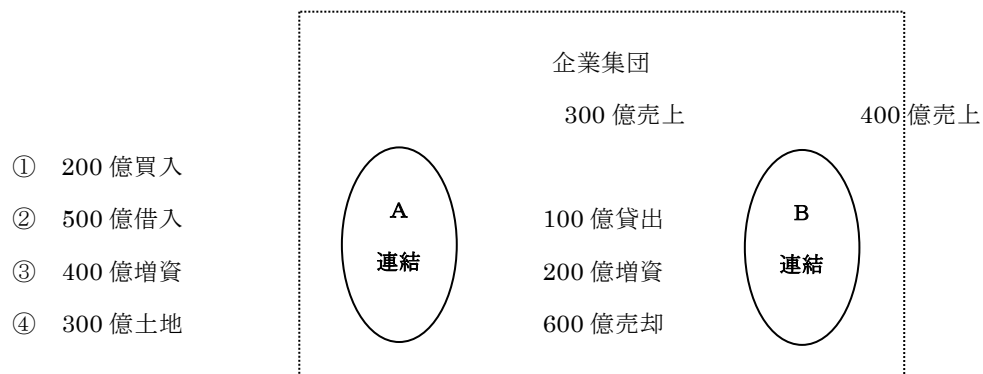 企業集団
300 億売上 400 億売上
① 200 億買入
② 500 億借入 A 100 億貸出 B
③ 400 億増資 連結 200 億増資 連結
④ 300 億土地 600 億売却